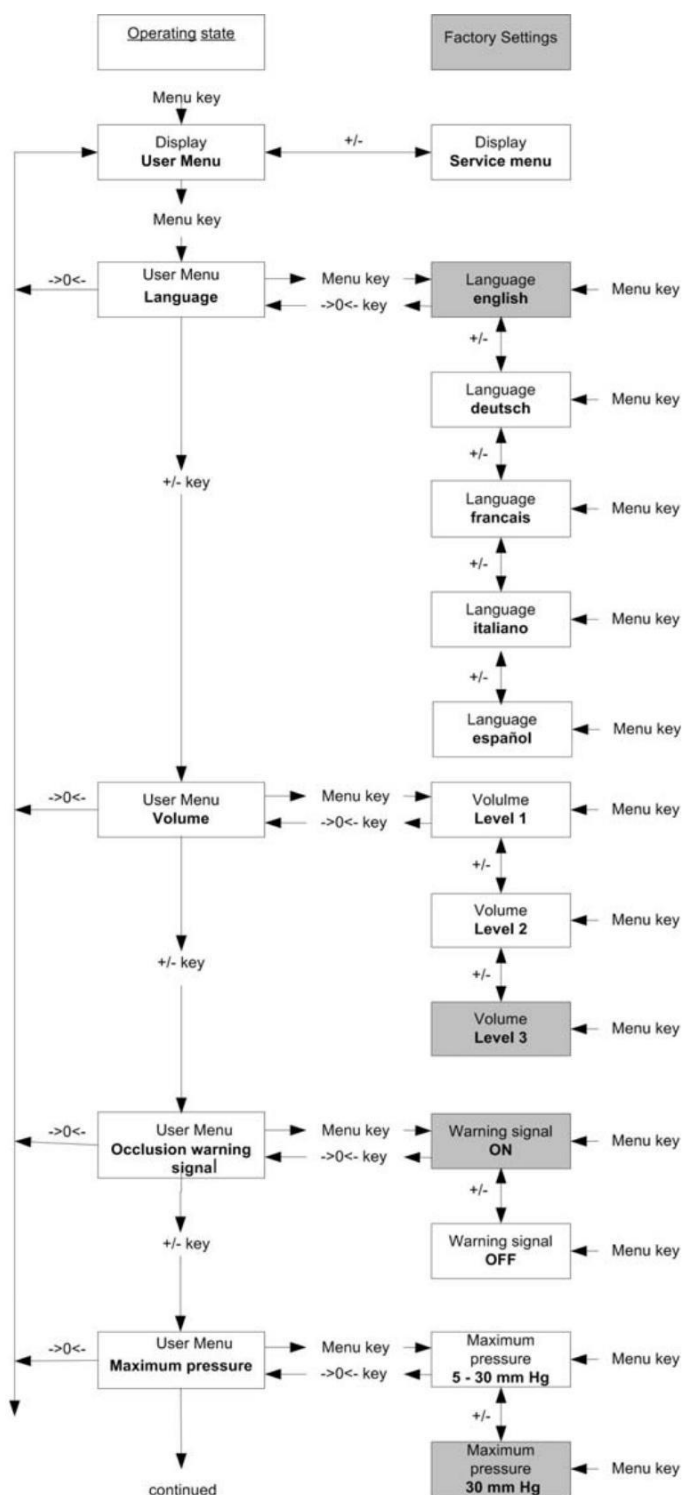 Operating state
Factory Settings
Menu key
Display
User Menu
+/-
Display
Service menu
Menu key
->0<-
User Menu
Language
Menu key
->0<- key
Language
english
Menu key
+/-
Language
deutsch
Menu key
+/-
+/- key
Language
francais
Menu key
+/-
Language
italiano
Menu key
+/-
Language
español
Menu key
->0<-
User Menu
Volume
Menu key
->0<- key
Volulme
Level 1
Menu key
+/-
Volume
Level 2
Menu key
+/- key
+/-
Volume
Level 3
Menu key
->0<-
User Menu
Occlusion warning
signal
Menu key
->0<- key
Warning signal
ON
Menu key
+/-
+/- key
Warning signal
OFF
Menu key
->0<-
User Menu
Maximum pressure
Menu key
->0<- key
Maximum
pressure
5 - 30 mm Hg
Menu key
+/-
Maximum
pressure
30 mm Hg
Menu key
continued